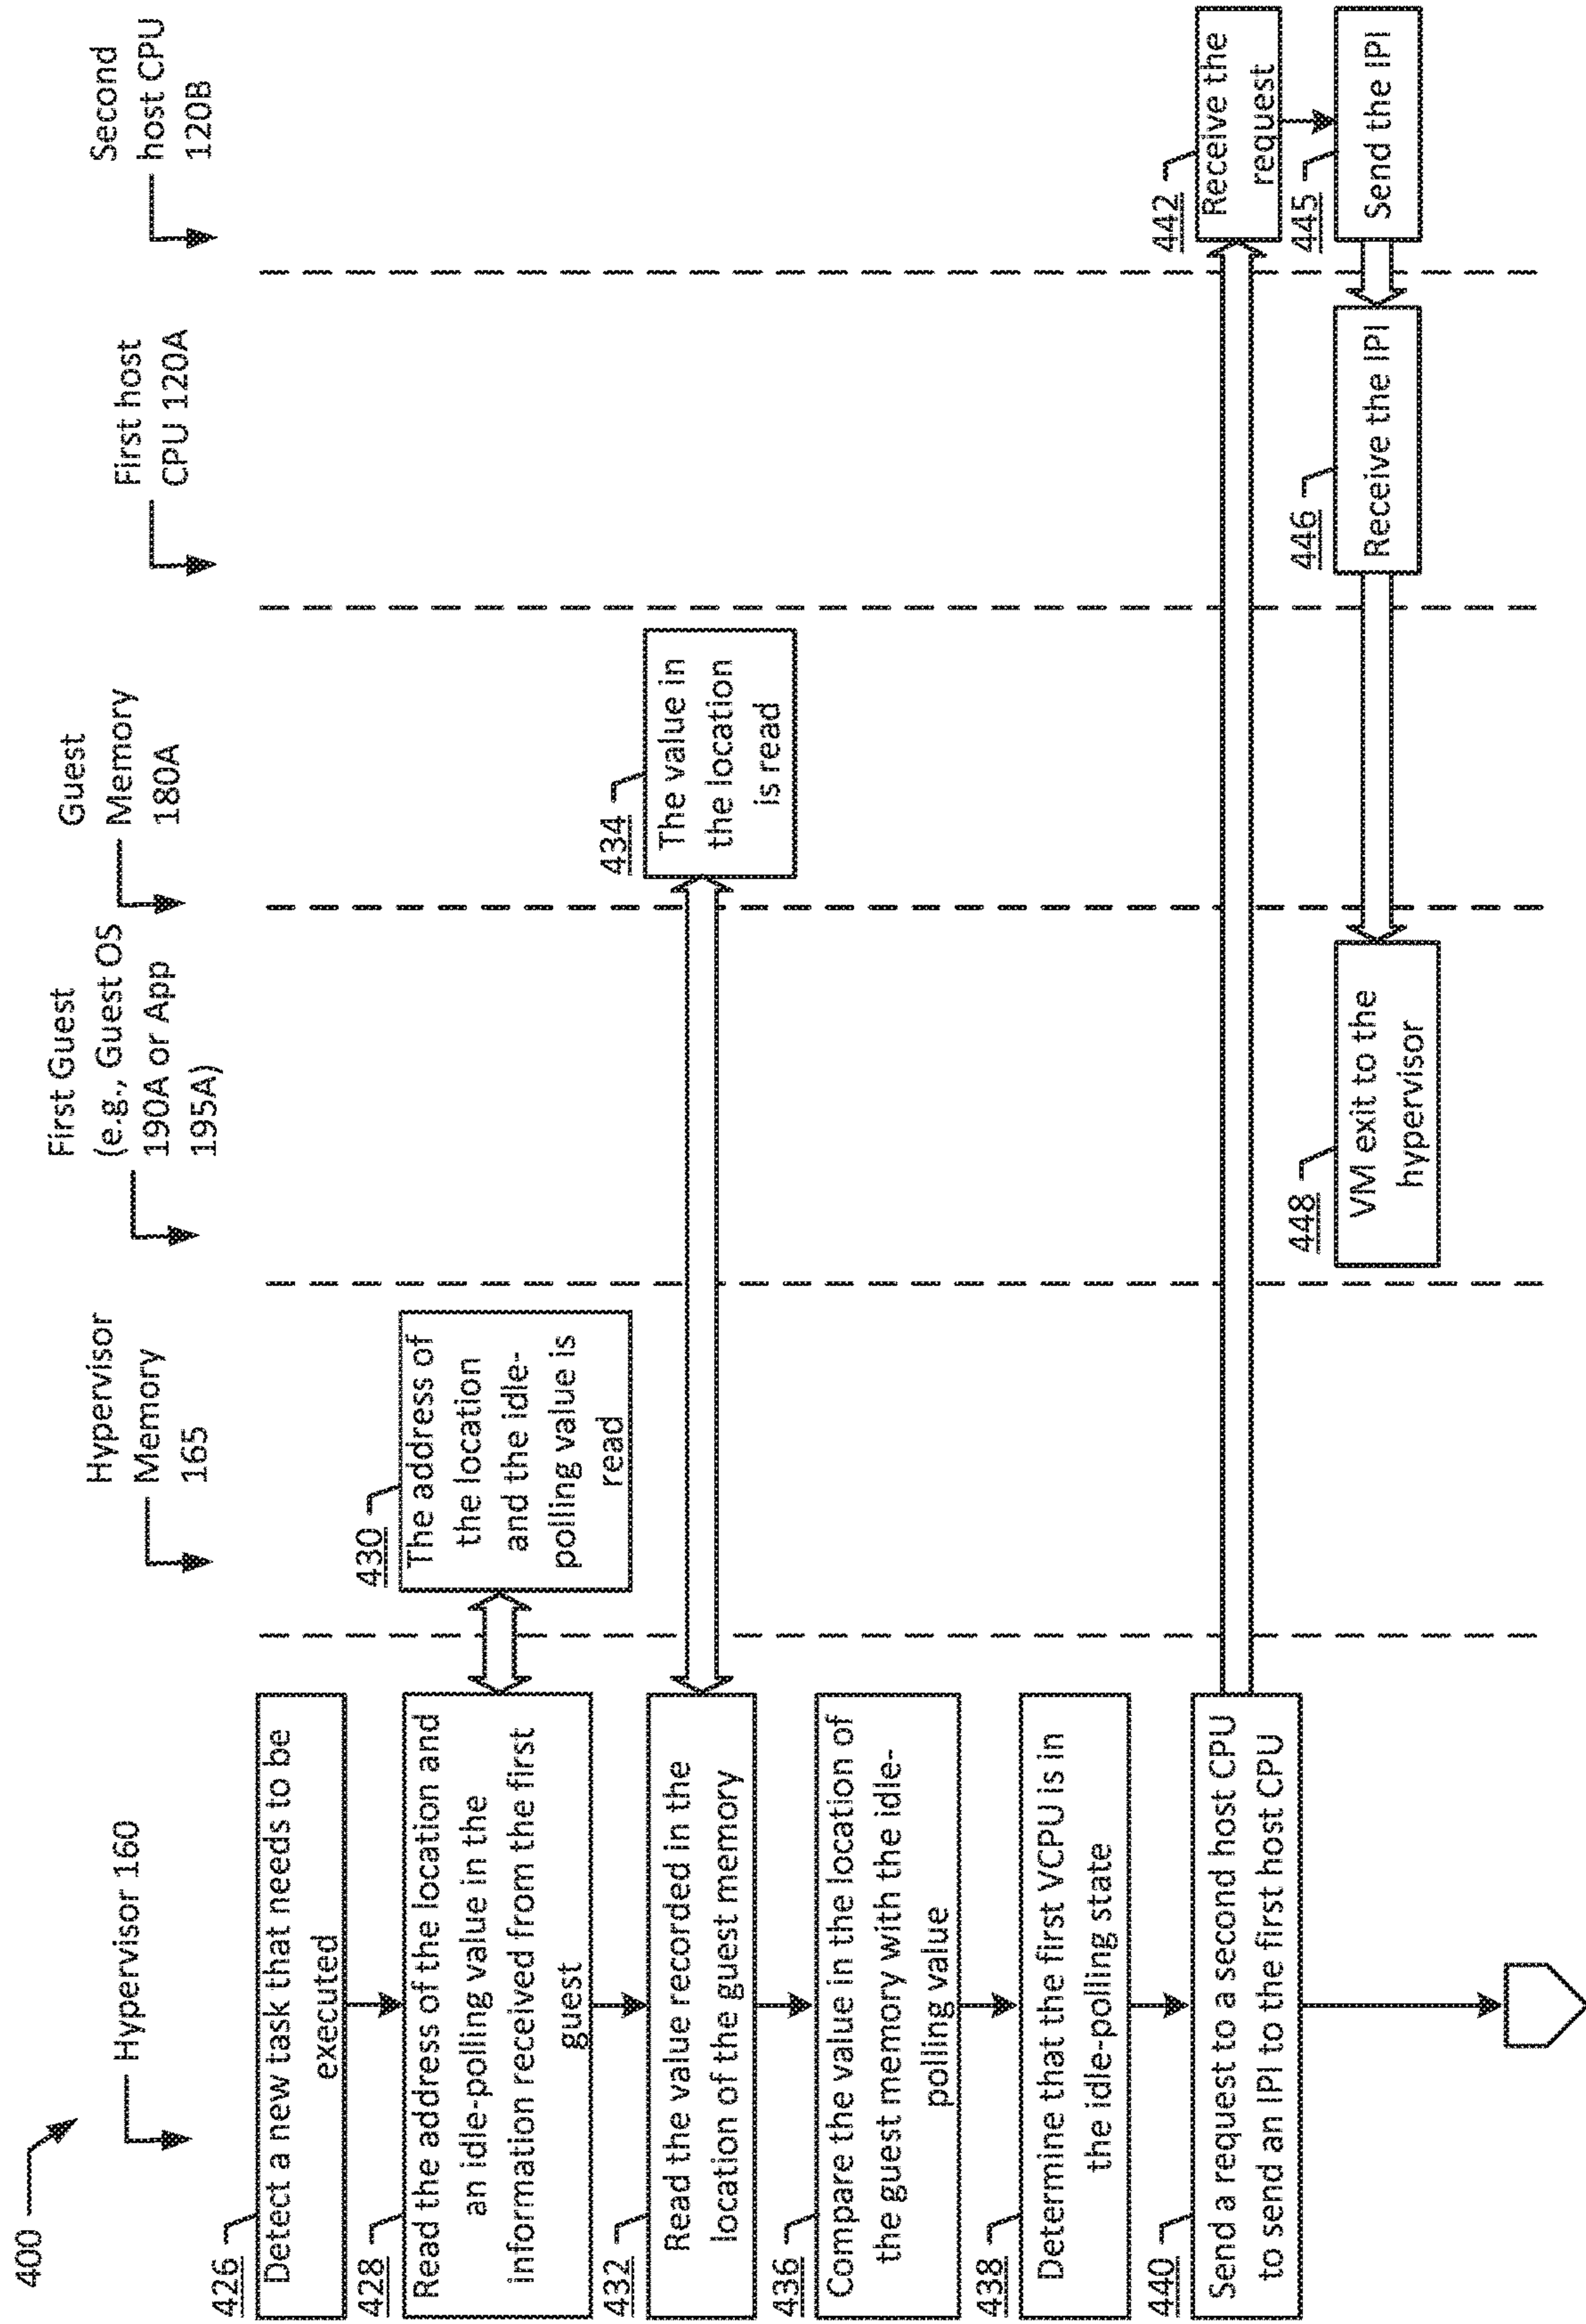 400
Hypervisor 160
Hypervisor
Memory
165
First Guest
(e.g., Guest OS
190A or App
195A)
Guest
Memory
180A
First host
CPU 120A
Second
host CPU
120B
426
Detect a new task that needs to be
executed
428
Read the address of the location and
an idle-polling value in the
information received from the first
guest
430
The address of
the location
and the idle-
polling value is
read
432
Read the value recorded in the
location of the guest memory
434
The value in
the location
is read
436
Compare the value in the location of
the guest memory with the idle-
polling value
438
Determine that the first VCPU is in
the idle-polling state
440
Send a request to a second host CPU
to send an IPI to the first host CPU
442
Receive the
request
445
Send the IPI
446
Receive the IPI
448
VM exit to the
hypervisor